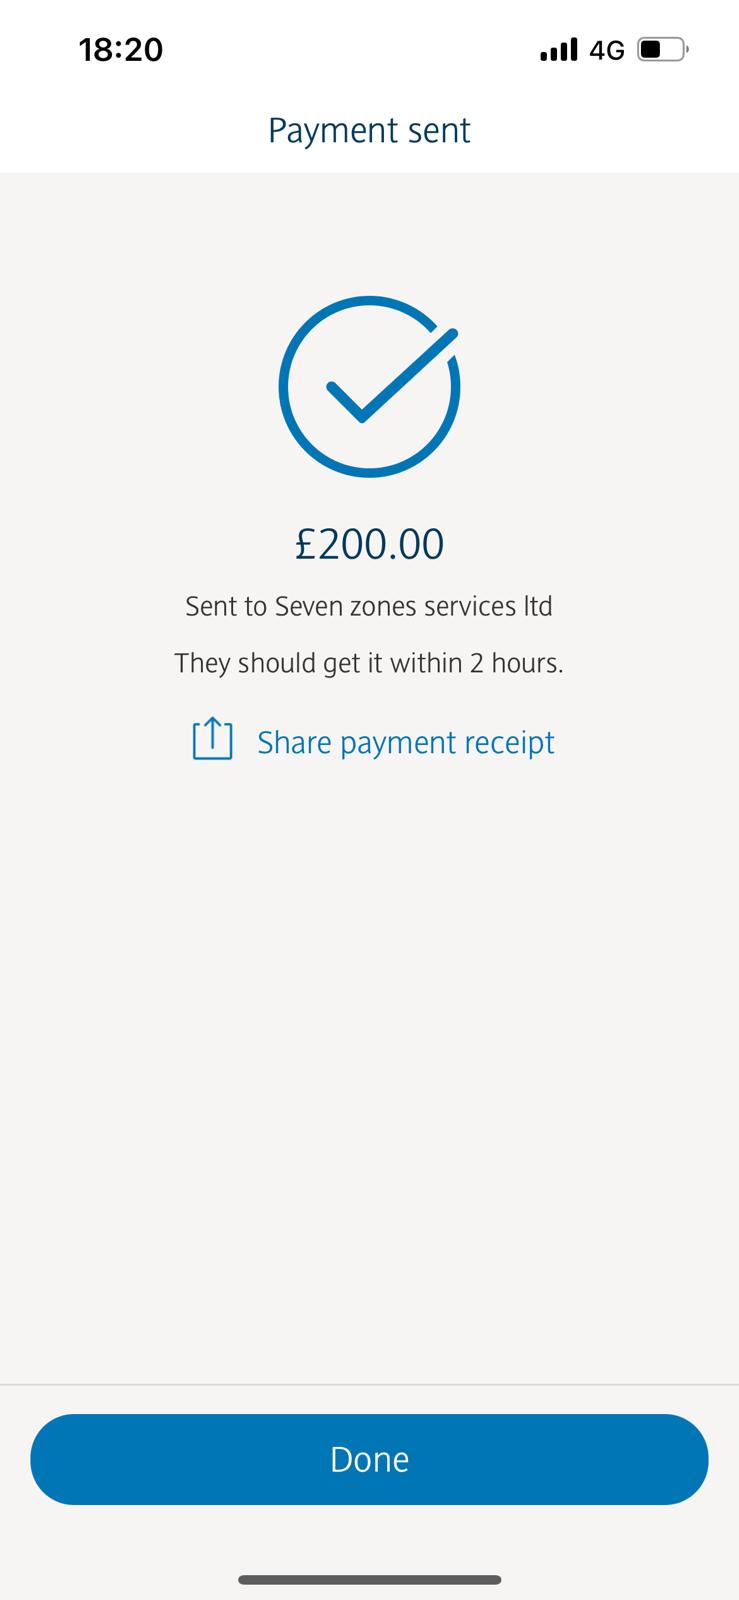 18:20 4G
Payment sent
£200.00
Sent to Seven zones services ltd
They should get it within 2 hours.
Share payment receipt
Done